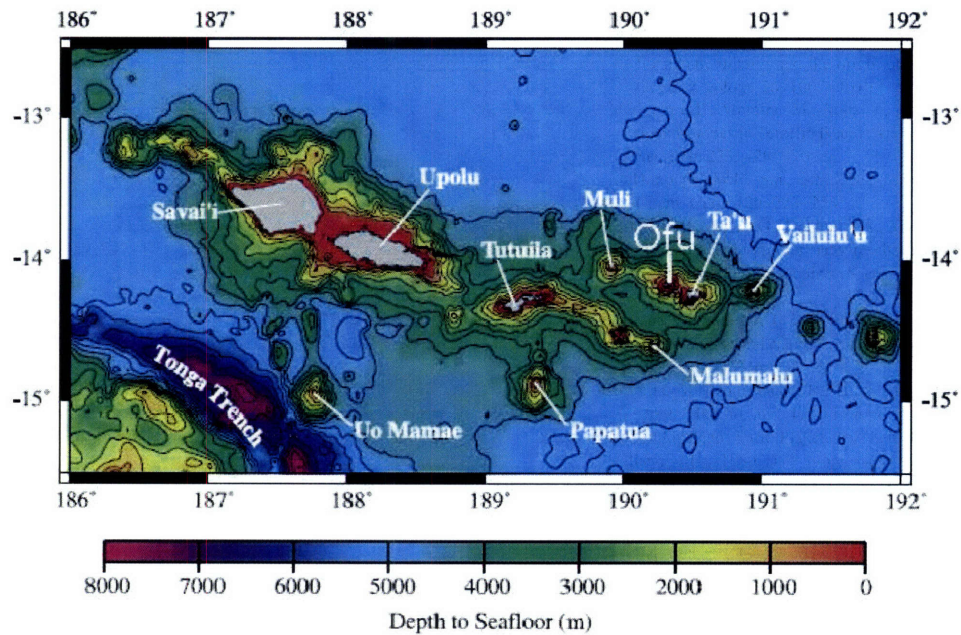 186° 187° 188° 189° 190° 191° 192°
-13° -13°
Upolu
Savai'i
Muli
Ofu
Ta'u
Vailulu'u
-14° -14°
Tutuila
Tonga Trench
Malumalu
-15° -15°
Uo Mamae
Papatua
186° 187° 188° 189° 190° 191° 192°
8000 7000 6000 5000 4000 3000 2000 1000 0
Depth to Seafloor (m)